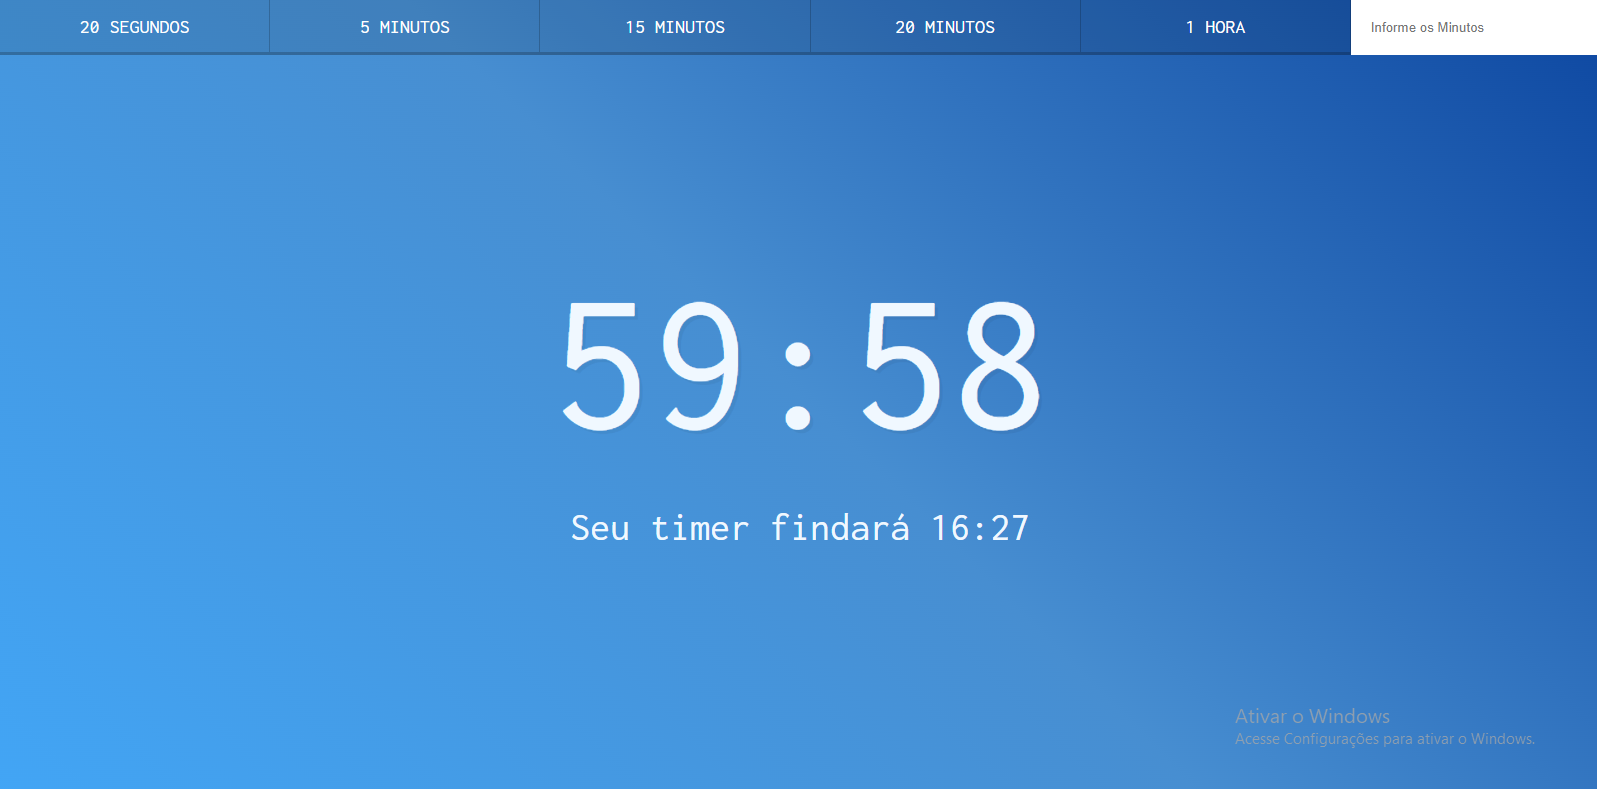 20 SEGUNDOS
5 MINUTOS
15 MINUTOS
20 MINUTOS
1 HORA
Informe os Minutos
59:58
Seu timer findará 16:27
Ativar o Windows
Acesse Configurações para ativar o Windows.